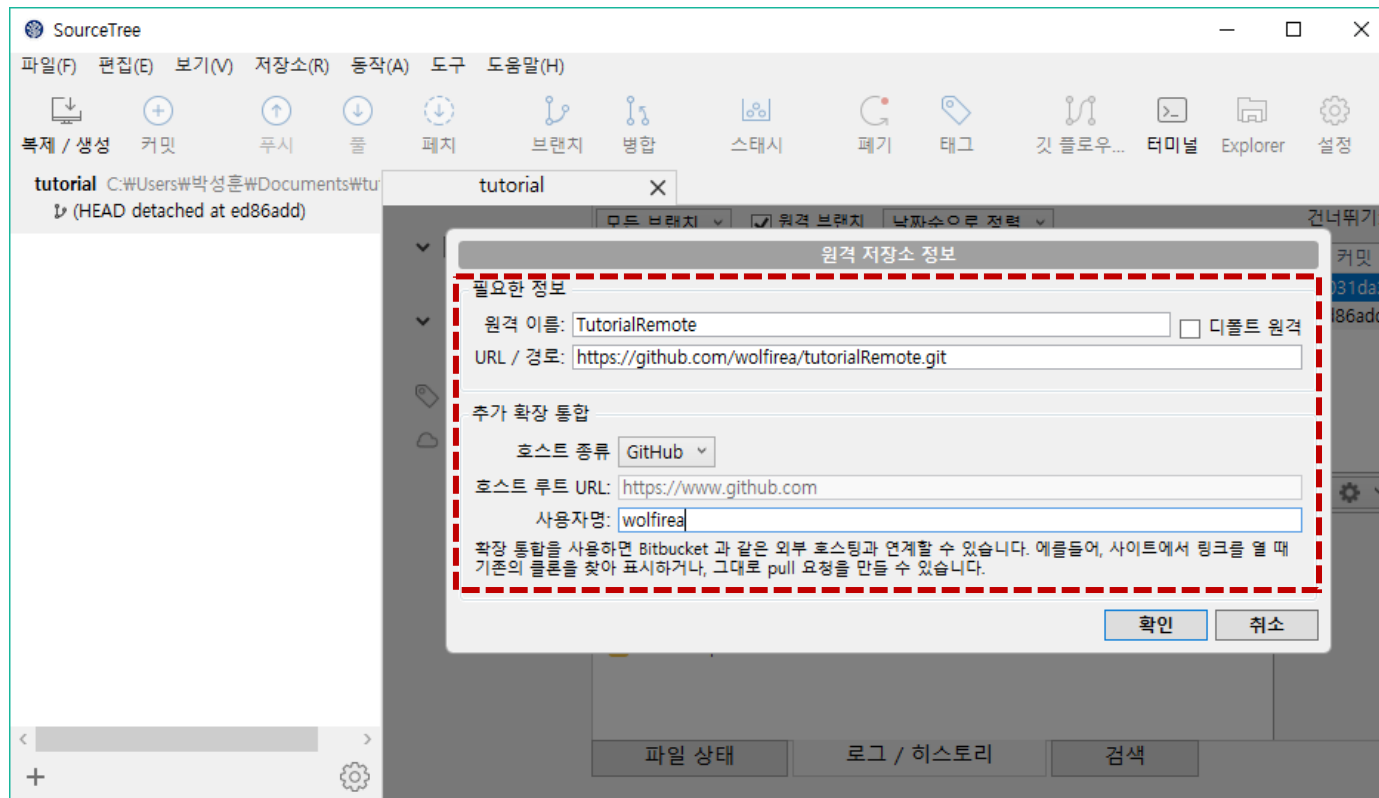 SourceTree
파일(F) 편집(E) 보기(V) 저장소(R) 동작(A) 도구 도움말(H)
복제 / 생성 커밋 푸시 풀 페치 브랜치 병합 스태시 폐기 태그 깃 플로우... 터미널 Explorer 설정
tutorial C:₩Users₩박성훈₩Documents₩tu
(HEAD detached at ed86add)
tutorial
모든 브랜치 원격 브랜치 날짜순으로 정렬 건너뛰기
원격 저장소 정보
커밋
필요한 정보
031da
원격 이름: TutorialRemote 디폴트 원격
d86add
URL / 경로: https://github.com/wolfirea/tutorialRemote.git
추가 확장 통합
호스트 종류 GitHub
호스트 루트 URL: https://www.github.com
사용자명: wolfirea
확장 통합을 사용하면 Bitbucket 과 같은 외부 호스팅과 연계할 수 있습니다. 에를들어, 사이트에서 링크를 열 때
기존의 클론을 찾아 표시하거나, 그대로 pull 요청을 만들 수 있습니다.
확인 취소
파일 상태 로그 / 히스토리 검색